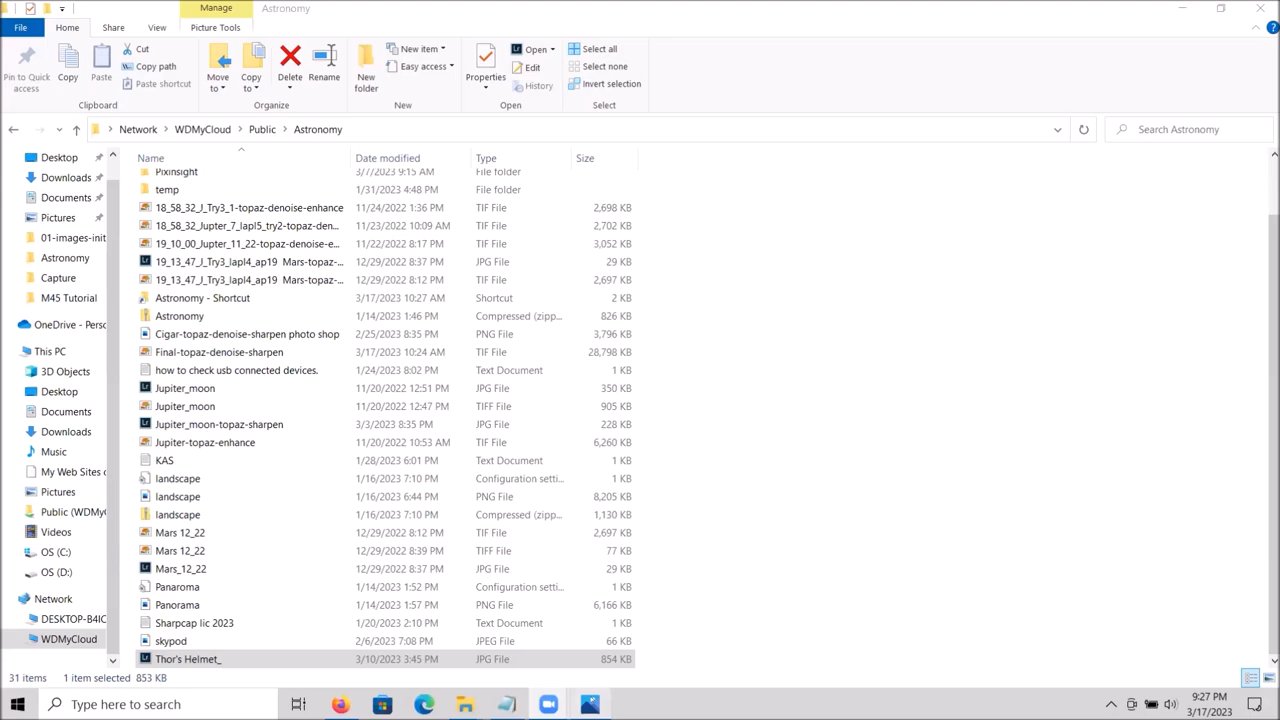 Manage
Astronomy
File
Home
Share
View
Picture Tools
Pin to Quick access
Copy
Paste
Cut
Copy path
Paste shortcut
Clipboard
Move to
Copy to
Delete
Rename
Organize
New folder
New item
Easy access
New
Properties
Open
Edit
History
Open
Select all
Select none
Invert selection
Select
Network > WDMyCloud > Public > Astronomy
Search Astronomy
Desktop
Downloads
Documents
Pictures
01-images-init
Astronomy
Capture
M45 Tutorial
OneDrive - Perso
This PC
3D Objects
Desktop
Documents
Downloads
Music
My Web Sites o
Pictures
Public (WDMyC
Videos
OS (C:)
OS (D:)
Network
DESKTOP-B4IC
WDMyCloud
Name Date modified Type Size
Pixinsight 3/7/2023 9:15 AM File folder
temp 1/31/2023 4:48 PM File folder
18_58_32_J_Try3_1-topaz-denoise-enhance 11/24/2022 1:36 PM TIF File 2,698 KB
18_58_32_Jupter_7_lapl5_try2-topaz-den... 11/23/2022 10:09 AM TIF File 2,702 KB
19_10_00_Jupter_11_22-topaz-denoise-e... 11/22/2022 8:17 PM TIF File 3,052 KB
19_13_47_J_Try3_lapl4_ap19 Mars-topaz-... 12/29/2022 8:37 PM JPG File 29 KB
19_13_47_J_Try3_lapl4_ap19 Mars-topaz-... 12/29/2022 8:12 PM TIF File 2,697 KB
Astronomy - Shortcut 3/17/2023 10:27 AM Shortcut 2 KB
Astronomy 1/14/2023 1:46 PM Compressed (zipp... 826 KB
Cigar-topaz-denoise-sharpen photo shop 2/25/2023 8:35 PM PNG File 3,796 KB
Final-topaz-denoise-sharpen 3/17/2023 10:24 AM TIF File 28,798 KB
how to check usb connected devices. 1/24/2023 8:02 PM Text Document 1 KB
Jupiter_moon 11/20/2022 12:51 PM JPG File 350 KB
Jupiter_moon 11/20/2022 12:47 PM TIFF File 905 KB
Jupiter_moon-topaz-sharpen 3/3/2023 8:35 PM JPG File 228 KB
Jupiter-topaz-enhance 11/20/2022 10:53 AM TIF File 6,260 KB
KAS 1/28/2023 6:01 PM Text Document 1 KB
landscape 1/16/2023 7:10 PM Configuration setti... 1 KB
landscape 1/16/2023 6:44 PM PNG File 8,205 KB
landscape 1/16/2023 7:10 PM Compressed (zipp... 1,130 KB
Mars 12_22 12/29/2022 8:12 PM TIF File 2,697 KB
Mars 12_22 12/29/2022 8:39 PM TIFF File 77 KB
Mars_12_22 12/29/2022 8:37 PM JPG File 29 KB
Panaroma 1/14/2023 1:52 PM Configuration setti... 1 KB
Panorama 1/14/2023 1:57 PM PNG File 6,166 KB
Sharpcap lic 2023 1/20/2023 2:10 PM Text Document 1 KB
skypod 2/6/2023 7:08 PM JPEG File 66 KB
Thor's Helmet_ 3/10/2023 3:45 PM JPG File 854 KB
31 items 1 item selected 853 KB
Type here to search
9:27 PM
3/17/2023